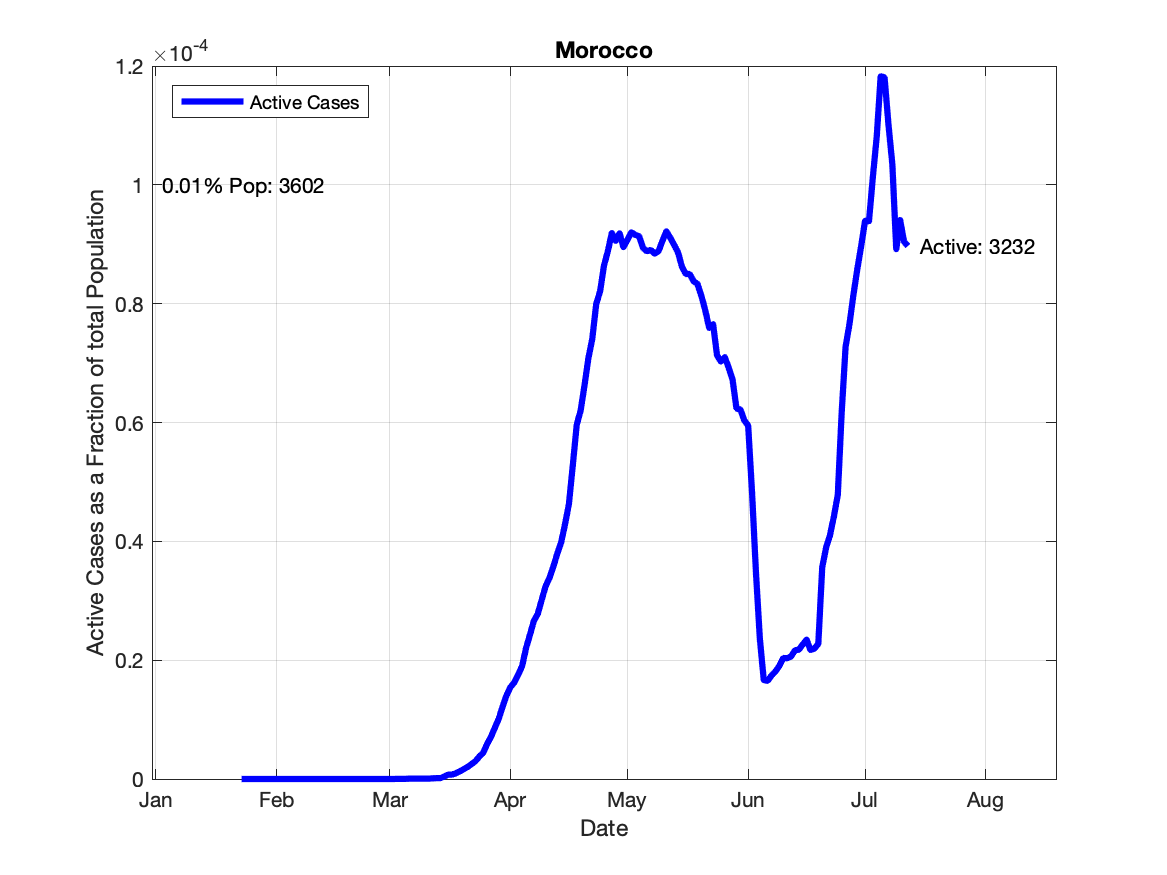 Morocco
×10-4
1.2
1
0.8
0.6
0.4
0.2
0
Active Cases
0.01% Pop: 3602
Active: 3232
Active Cases as a Fraction of total Population
Jan Feb Mar Apr May Jun Jul Aug
Date